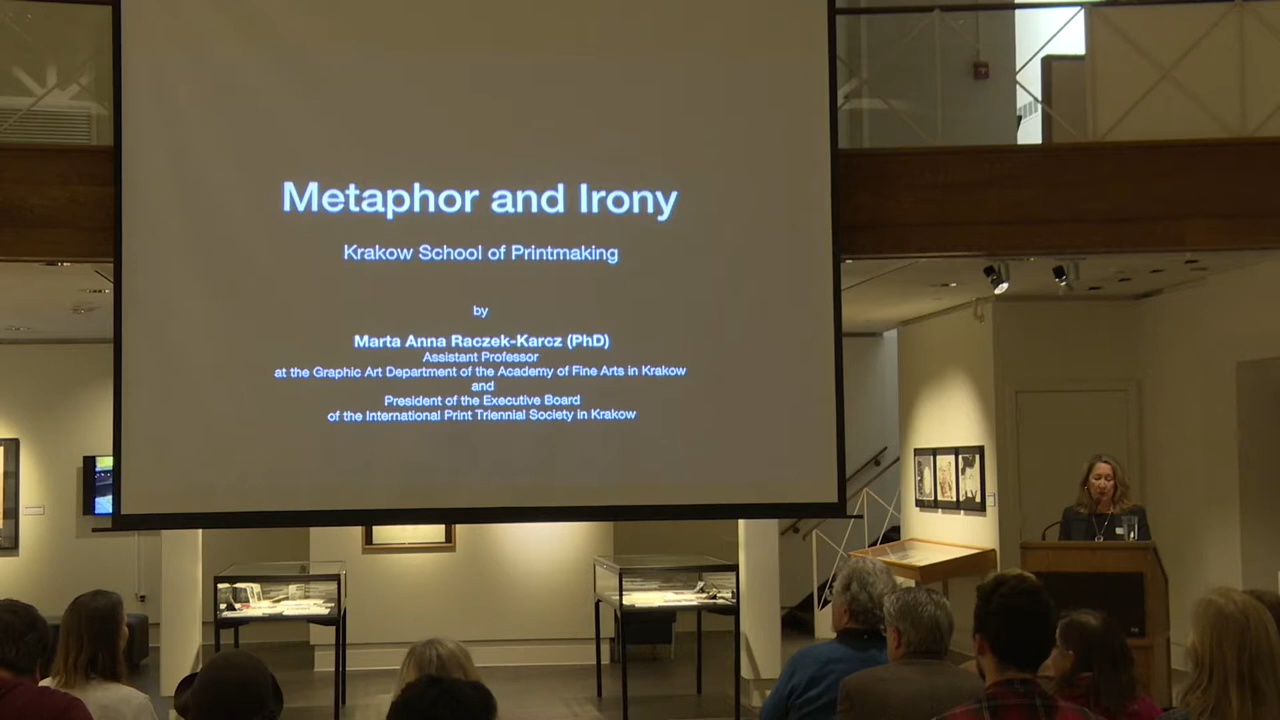 Metaphor and Irony
Krakow School of Printmaking
by
Marta Anna Raczek-Karcz (PhD)
Assistant Professor
at the Graphic Art Department of the Academy of Fine Arts in Krakow
and
President of the Executive Board
of the International Print Triennial Society in Krakow